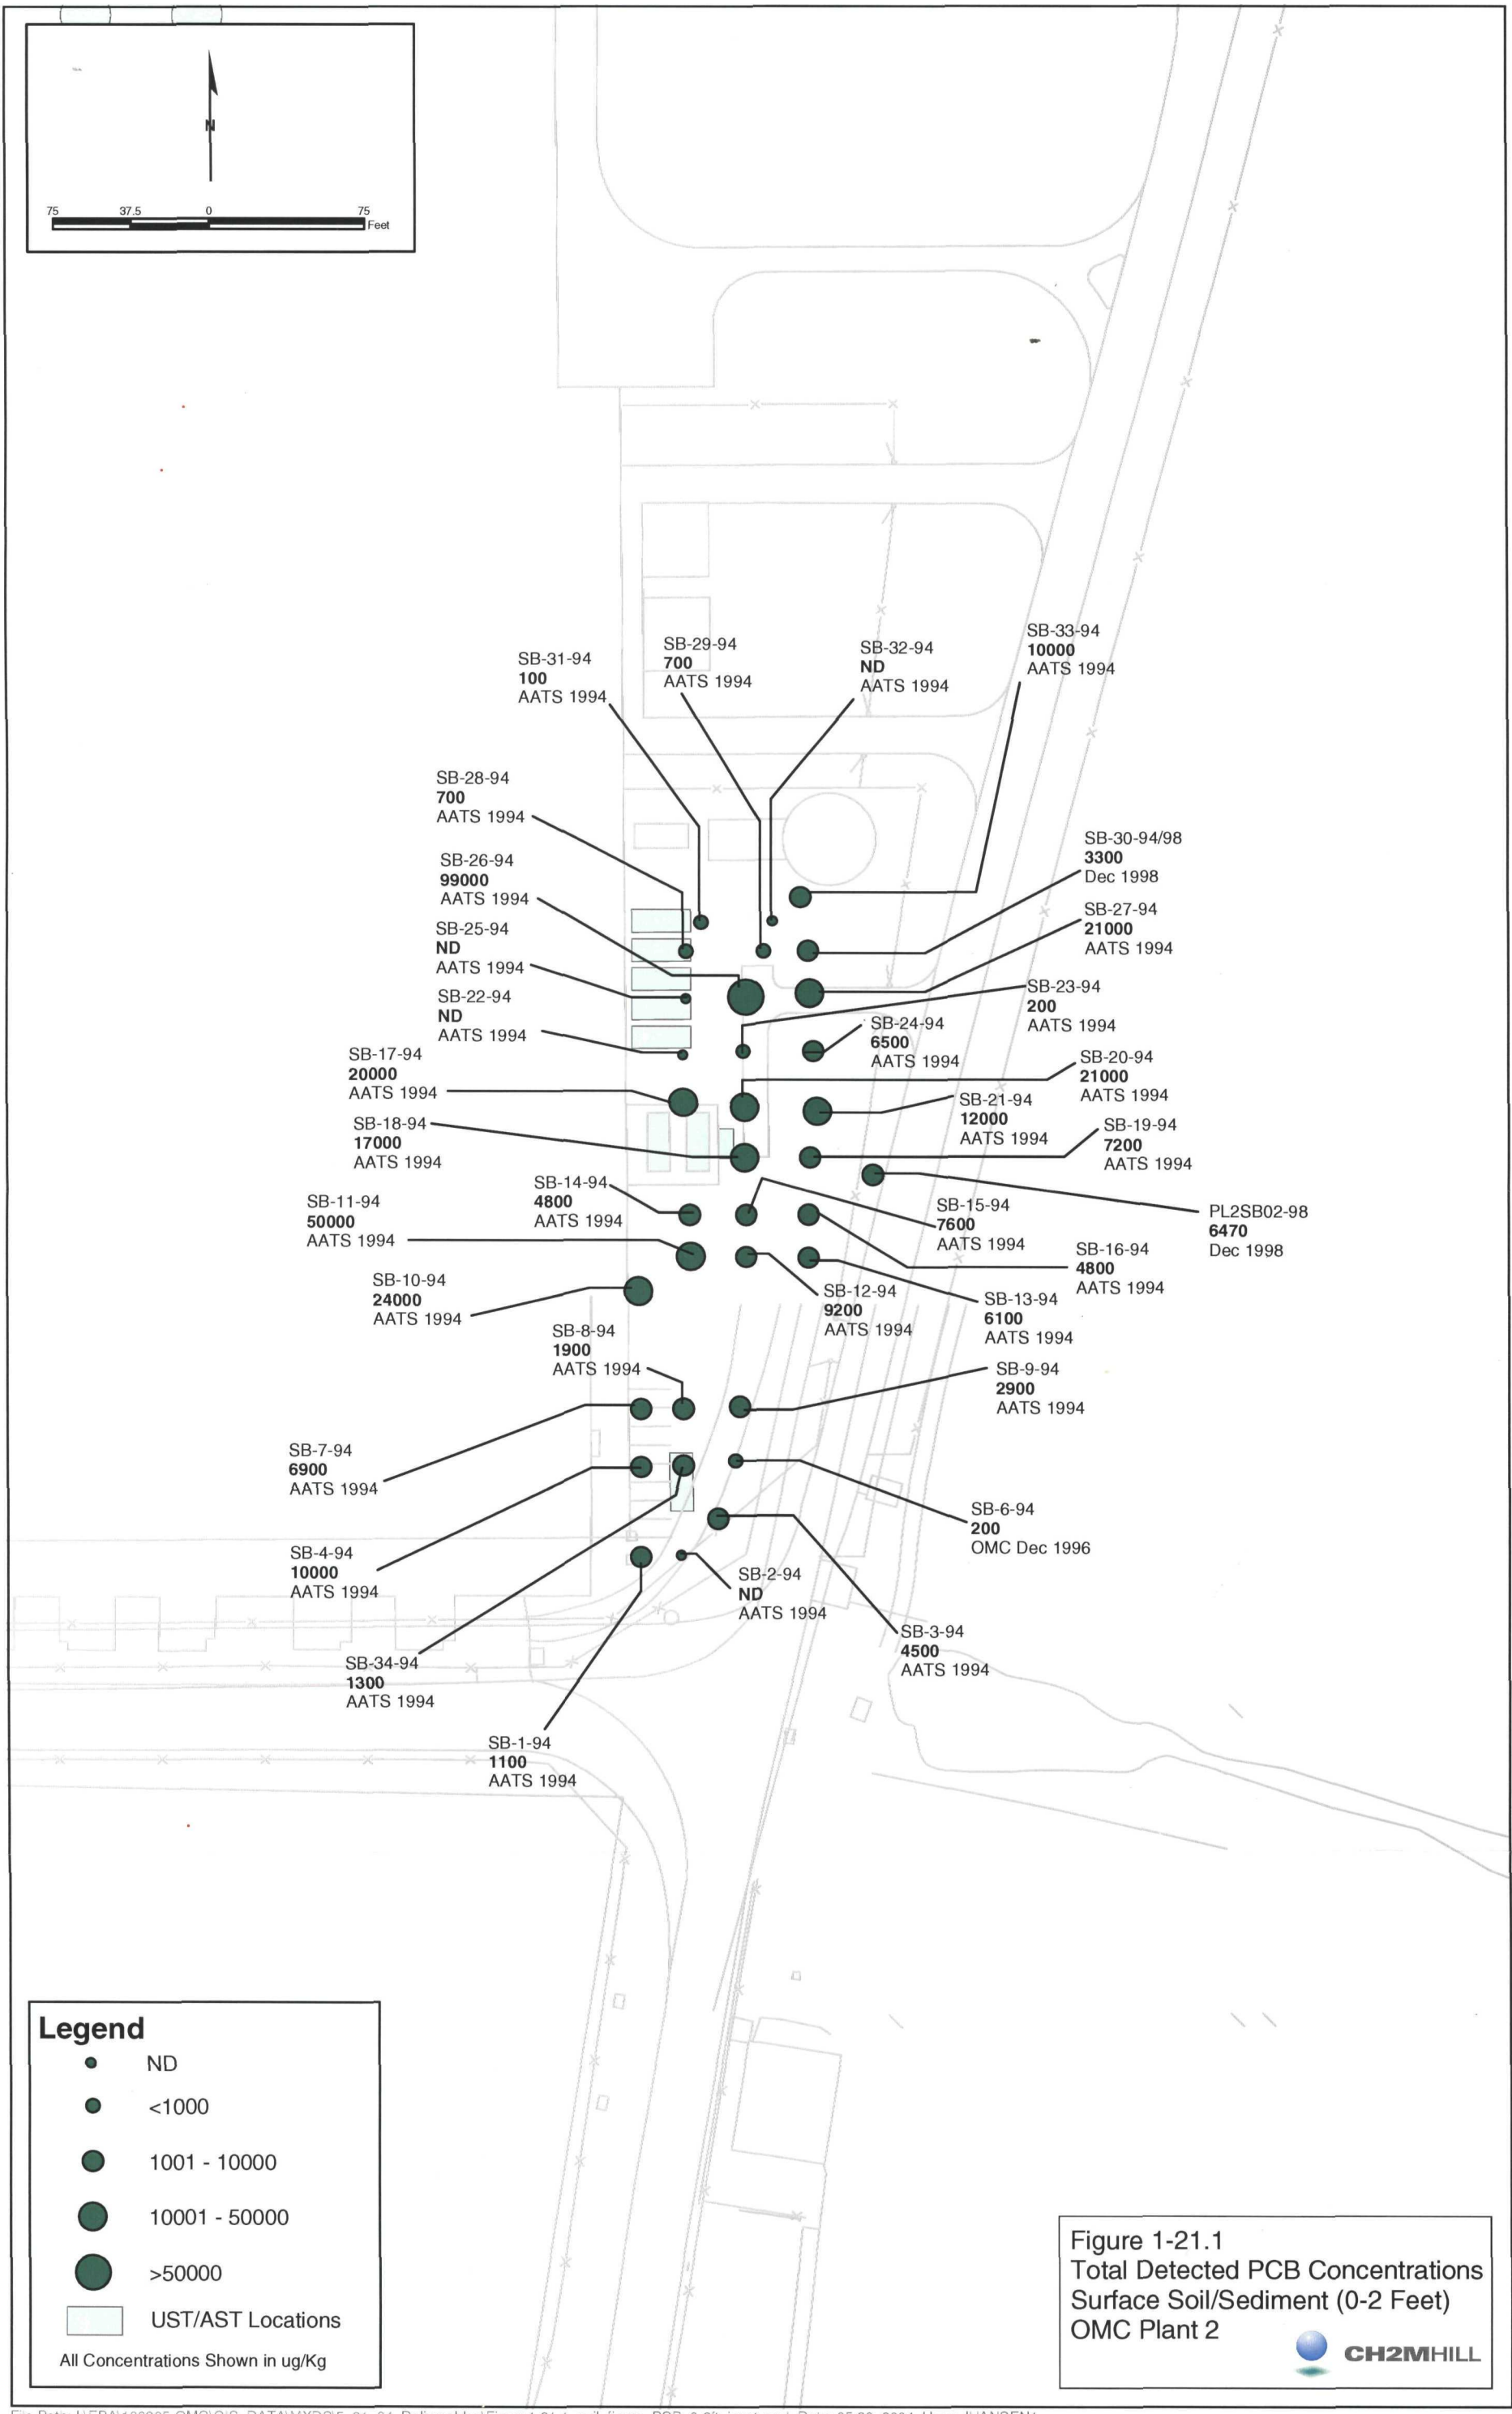 N
75 37.5 0 75
Feet
SB-31-94
100
AATS 1994
SB-29-94
700
AATS 1994
SB-32-94
ND
AATS 1994
SB-33-94
10000
AATS 1994
SB-28-94
700
AATS 1994
SB-30-94/98
3300
Dec 1998
SB-26-94
99000
AATS 1994
SB-27-94
21000
AATS 1994
SB-25-94
ND
AATS 1994
SB-22-94
ND
AATS 1994
SB-23-94
200
AATS 1994
SB-24-94
6500
AATS 1994
SB-17-94
20000
AATS 1994
SB-20-94
21000
AATS 1994
SB-21-94
12000
AATS 1994
SB-18-94
17000
AATS 1994
SB-19-94
7200
AATS 1994
SB-14-94
4800
AATS 1994
SB-11-94
50000
AATS 1994
SB-15-94
7600
AATS 1994
PL2SB02-98
6470
Dec 1998
SB-16-94
4800
AATS 1994
SB-10-94
24000
AATS 1994
SB-12-94
9200
AATS 1994
SB-13-94
6100
AATS 1994
SB-8-94
1900
AATS 1994
SB-9-94
2900
AATS 1994
SB-7-94
6900
AATS 1994
SB-6-94
200
OMC Dec 1996
SB-4-94
10000
AATS 1994
SB-2-94
ND
AATS 1994
SB-3-94
4500
AATS 1994
SB-34-94
1300
AATS 1994
SB-1-94
1100
AATS 1994
Legend
ND
<1000
1001 - 10000
10001 - 50000
>50000
UST/AST Locations
All Concentrations Shown in ug/Kg
Figure 1-21.1
Total Detected PCB Concentrations
Surface Soil/Sediment (0-2 Feet)
OMC Plant 2
CH2MHILL